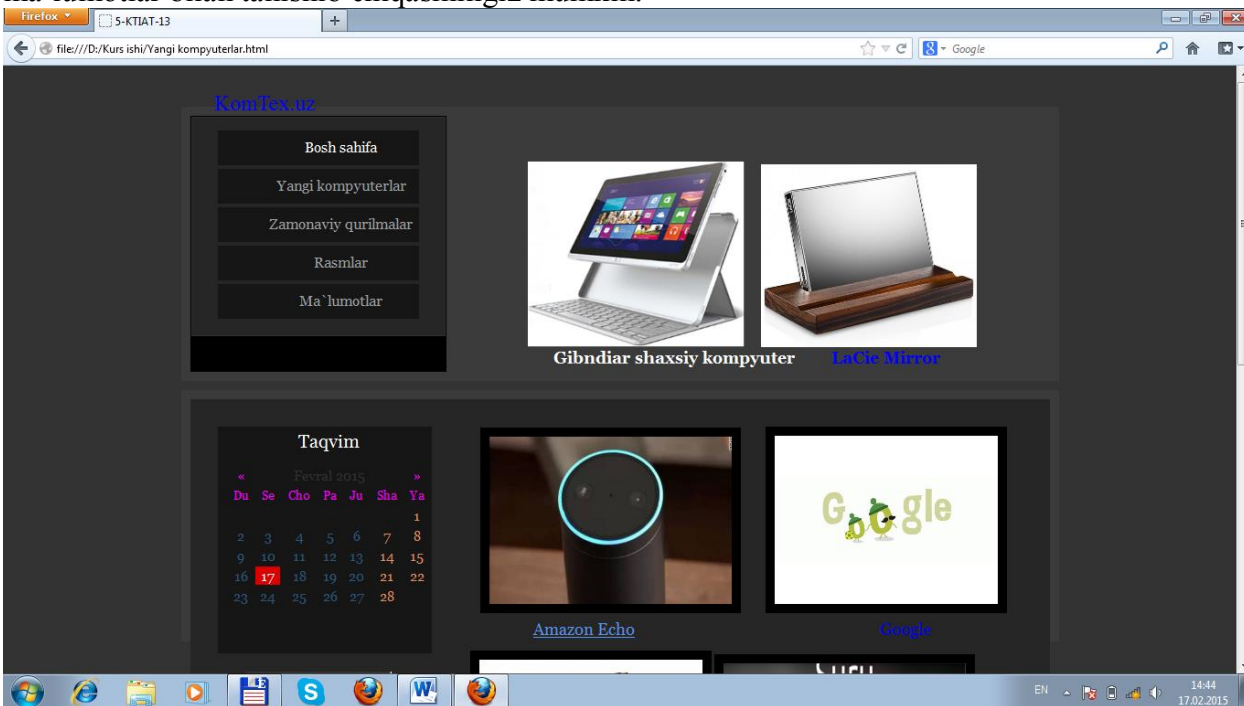 Firefox
5-KTIAT-13
file:///D:/Kurs ishi/Yangi kompyuterlar.html
Google
KomTex.uz
Bosh sahifa
Yangi kompyuterlar
Zamonaviy qurilmalar
Rasmlar
Ma`lumotlar
Gibndiar shaxsiy kompyuter
LaCie Mirror
Taqvim
« Fevral 2015 »
Du Se Cho Pa Ju Sha Ya
1
2 3 4 5 6 7 8
9 10 11 12 13 14 15
16 17 18 19 20 21 22
23 24 25 26 27 28
Google
Amazon Echo
Google
EN
14:44
17.02.2015